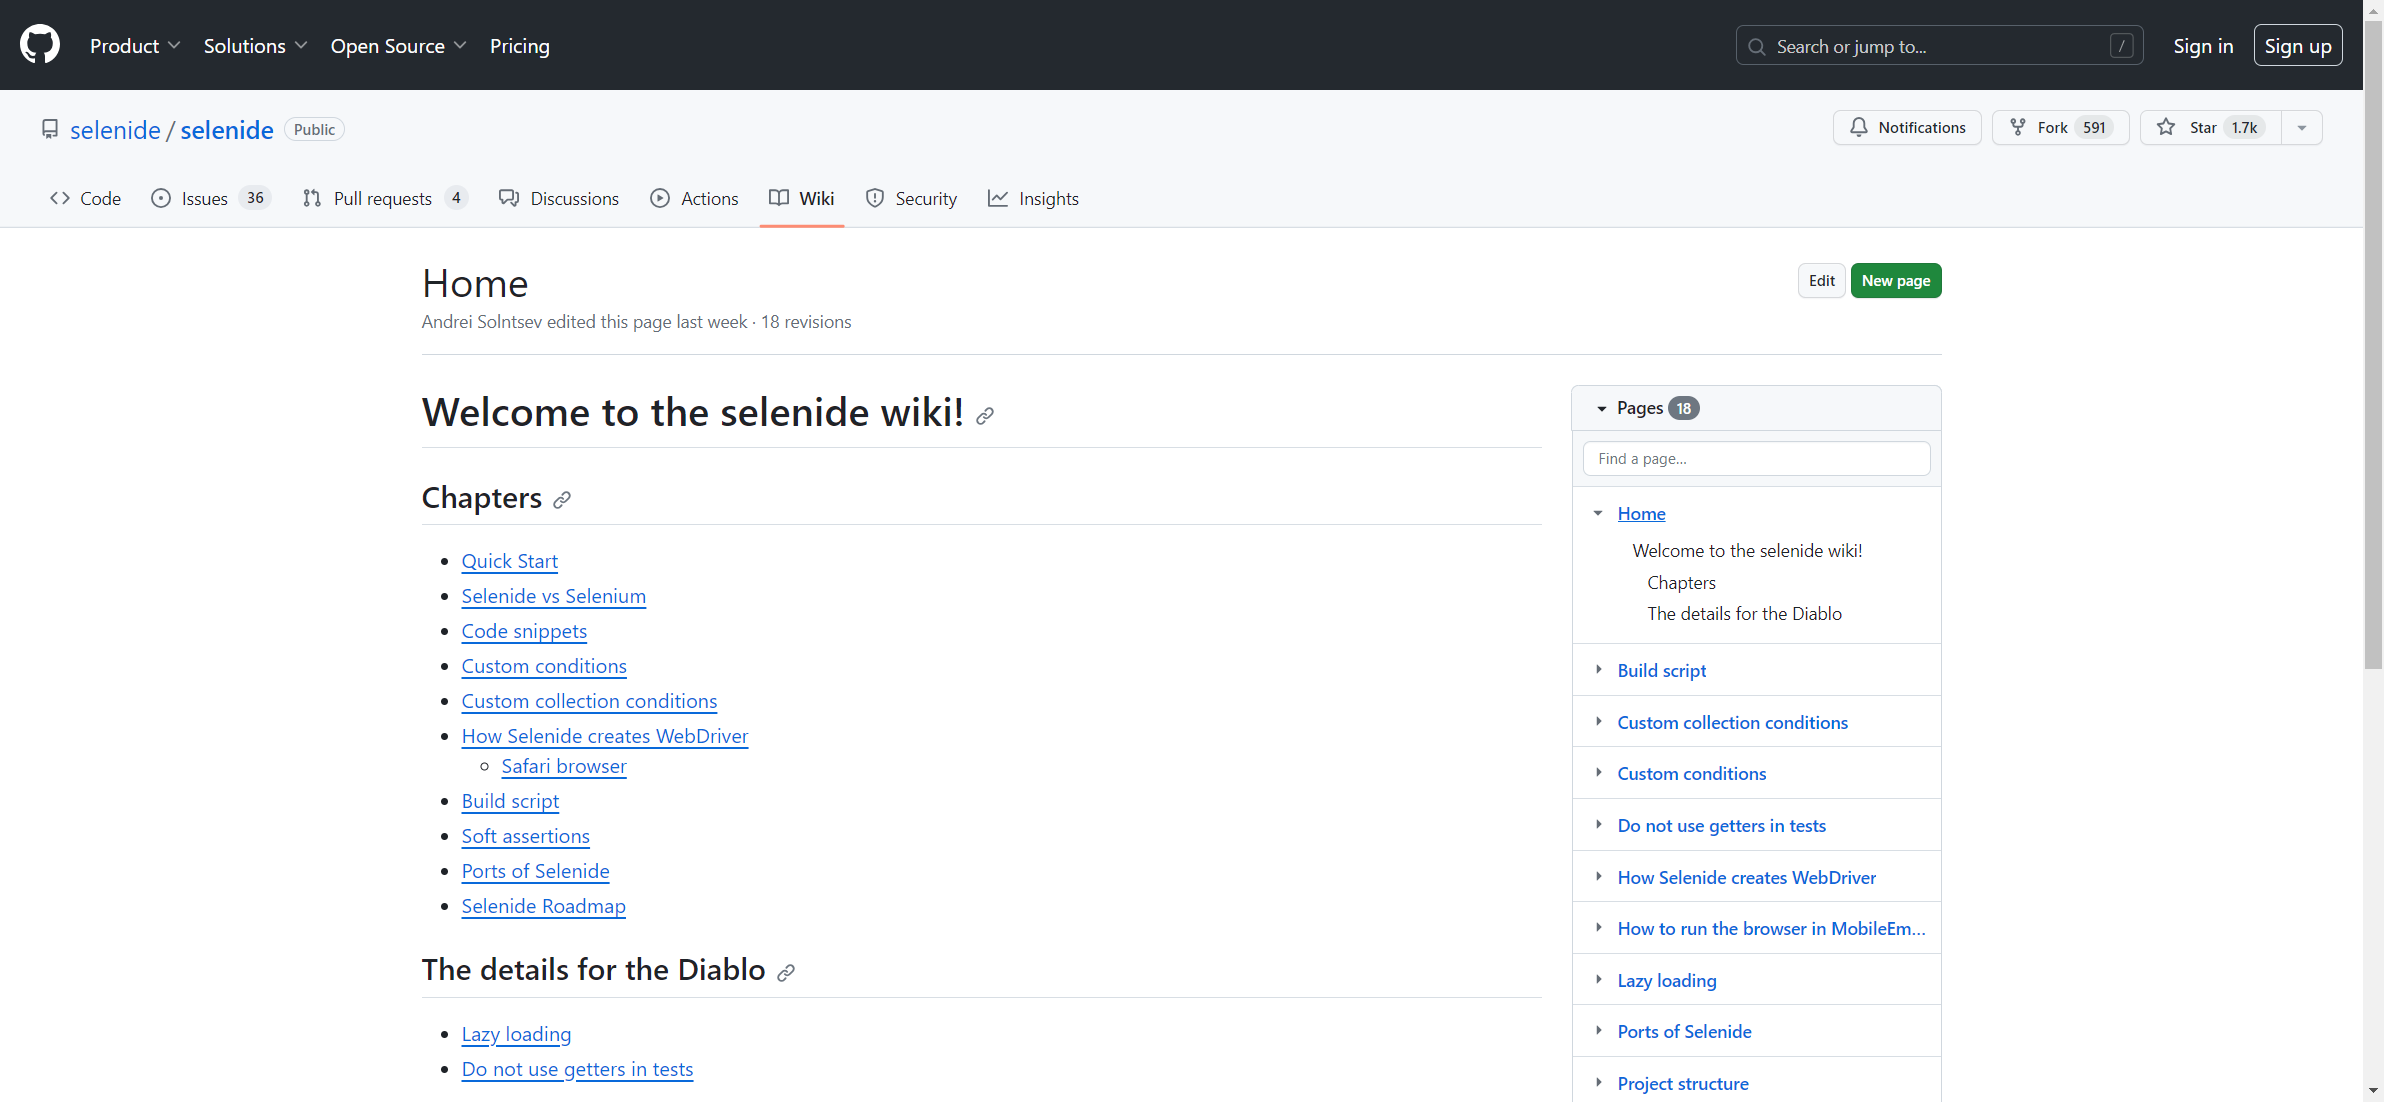 Product Solutions Open Source Pricing Search or jump to... / Sign in Sign up
selenide / selenide Public Notifications Fork 591 Star 1.7k
Code Issues 36 Pull requests 4 Discussions Actions Wiki Security Insights
Home Edit New page
Andrei Solntsev edited this page last week · 18 revisions
Welcome to the selenide wiki!
Chapters
Quick Start
Selenide vs Selenium
Code snippets
Custom conditions
Custom collection conditions
How Selenide creates WebDriver
Safari browser
Build script
Soft assertions
Ports of Selenide
Selenide Roadmap
The details for the Diablo
Lazy loading
Do not use getters in tests
Pages 18
Find a page...
Home
Welcome to the selenide wiki!
Chapters
The details for the Diablo
Build script
Custom collection conditions
Custom conditions
Do not use getters in tests
How Selenide creates WebDriver
How to run the browser in MobileEm...
Lazy loading
Ports of Selenide
Project structure